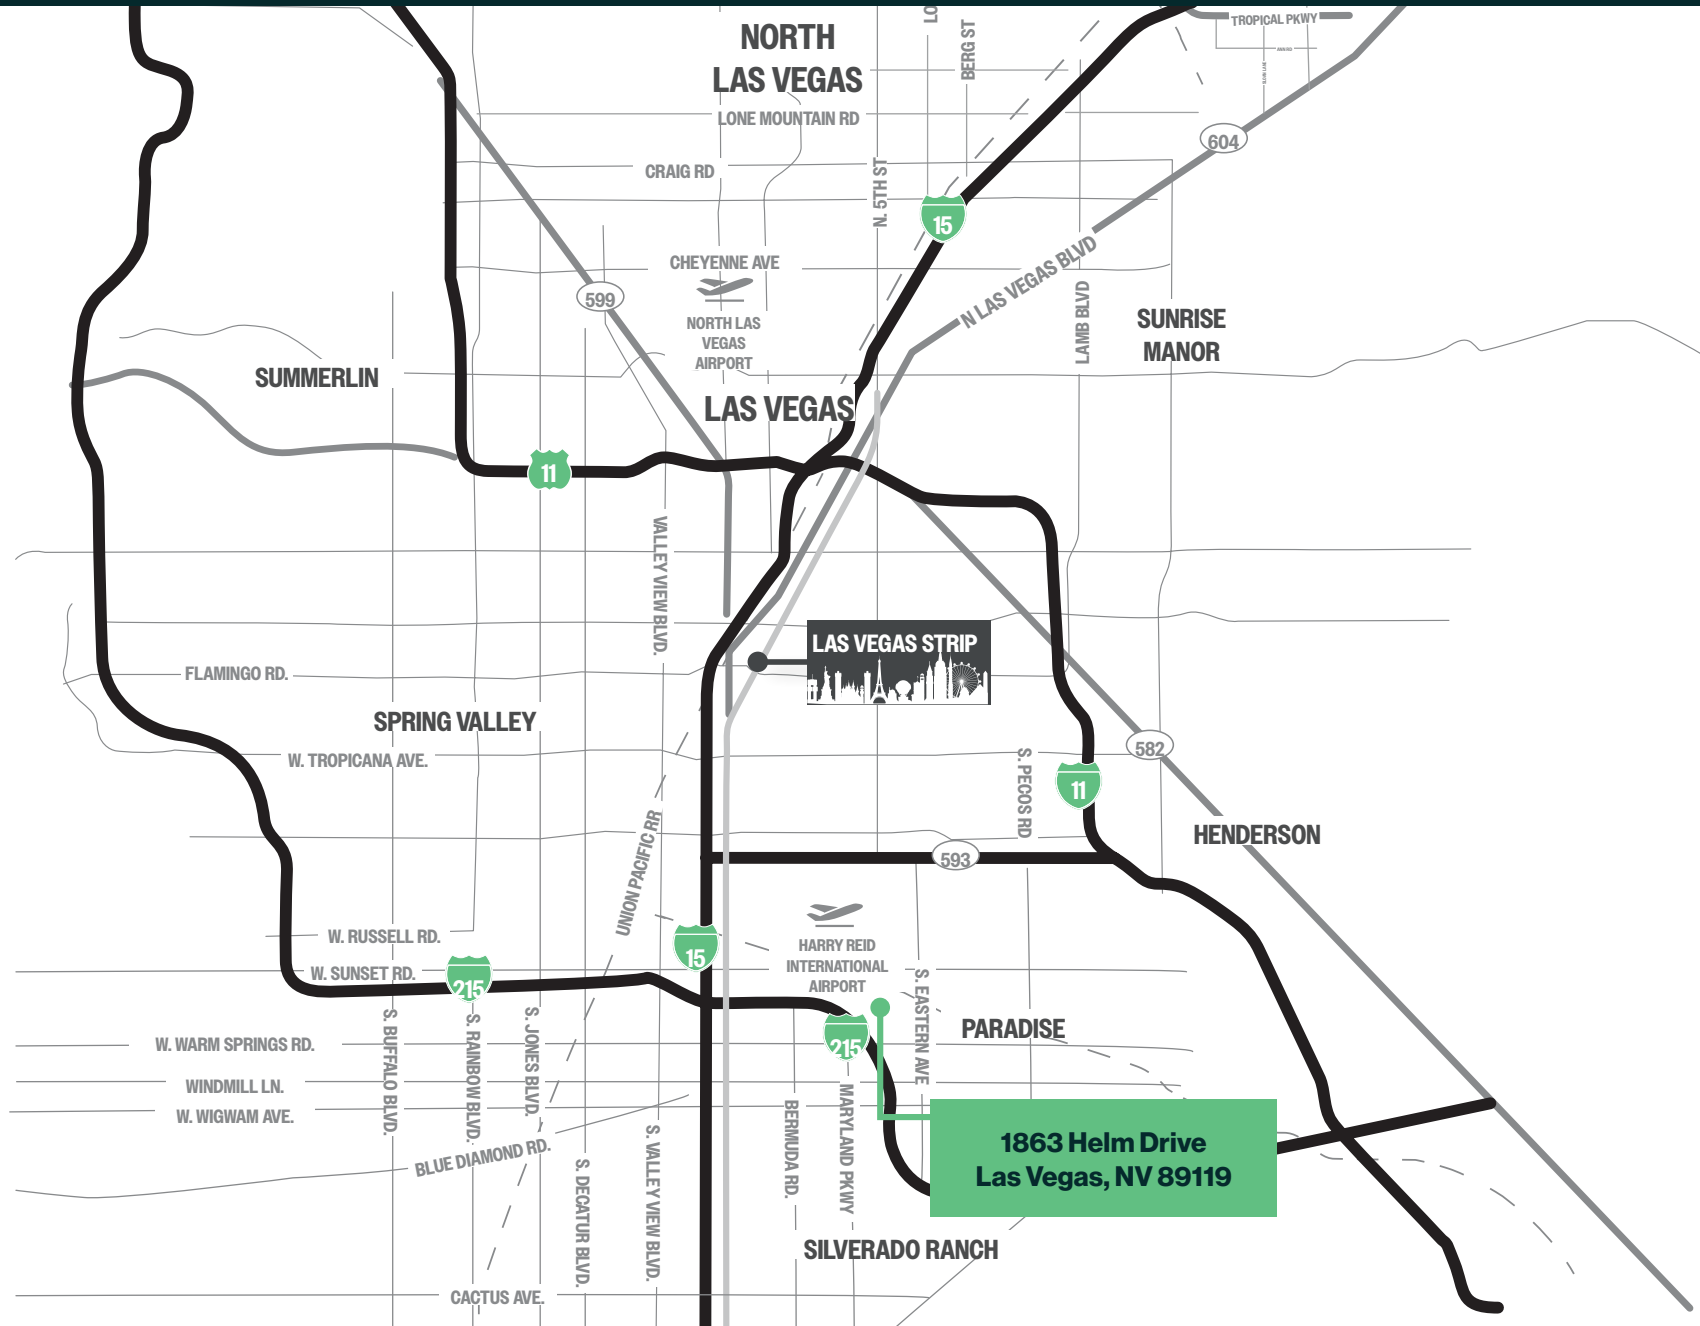 TROPICAL PKWY
BERG ST
NORTH
LAS VEGAS
LONE MOUNTAIN RD
604
CRAIG RD
N. 5TH ST
15
N LAS VEGAS BLVD
CHEYENNE AVE
599
LAMB BLVD
NORTH LAS
VEGAS
AIRPORT
SUNRISE
MANOR
SUMMERLIN
LAS VEGAS
11
VALLEY VIEW BLVD.
LAS VEGAS STRIP
FLAMINGO RD.
SPRING VALLEY
W. TROPICANA AVE.
582
S. PECOS RD
11
UNION PACIFIC RR
HENDERSON
593
W. RUSSELL RD.
15
HARRY REID
INTERNATIONAL
AIRPORT
W. SUNSET RD.
215
S. EASTERN AVE
S. BUFFALO BLVD.
S. RAINBOW BLVD.
S. JONES BLVD.
215
PARADISE
W. WARM SPRINGS RD.
WINDMILL LN.
W. WIGWAM AVE.
MARYLAND PKWY
BERMUDA RD.
BLUE DIAMOND RD.
S. DECATUR BLVD.
S. VALLEY VIEW BLVD.
1863 Helm Drive
Las Vegas, NV 89119
SILVERADO RANCH
CACTUS AVE.